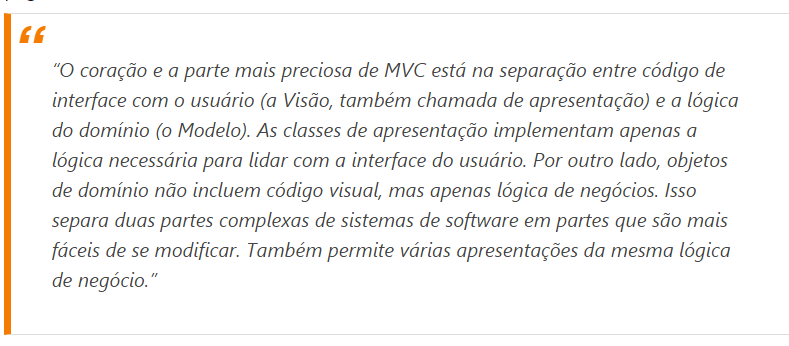 “O coração e a parte mais preciosa de MVC está na separação entre código de
interface com o usuário (a Visão, também chamada de apresentação) e a lógica
do domínio (o Modelo). As classes de apresentação implementam apenas a
lógica necessária para lidar com a interface do usuário. Por outro lado, objetos
de domínio não incluem código visual, mas apenas lógica de negócios. Isso
separa duas partes complexas de sistemas de software em partes que são mais
fáceis de se modificar. Também permite várias apresentações da mesma lógica
de negócio.”